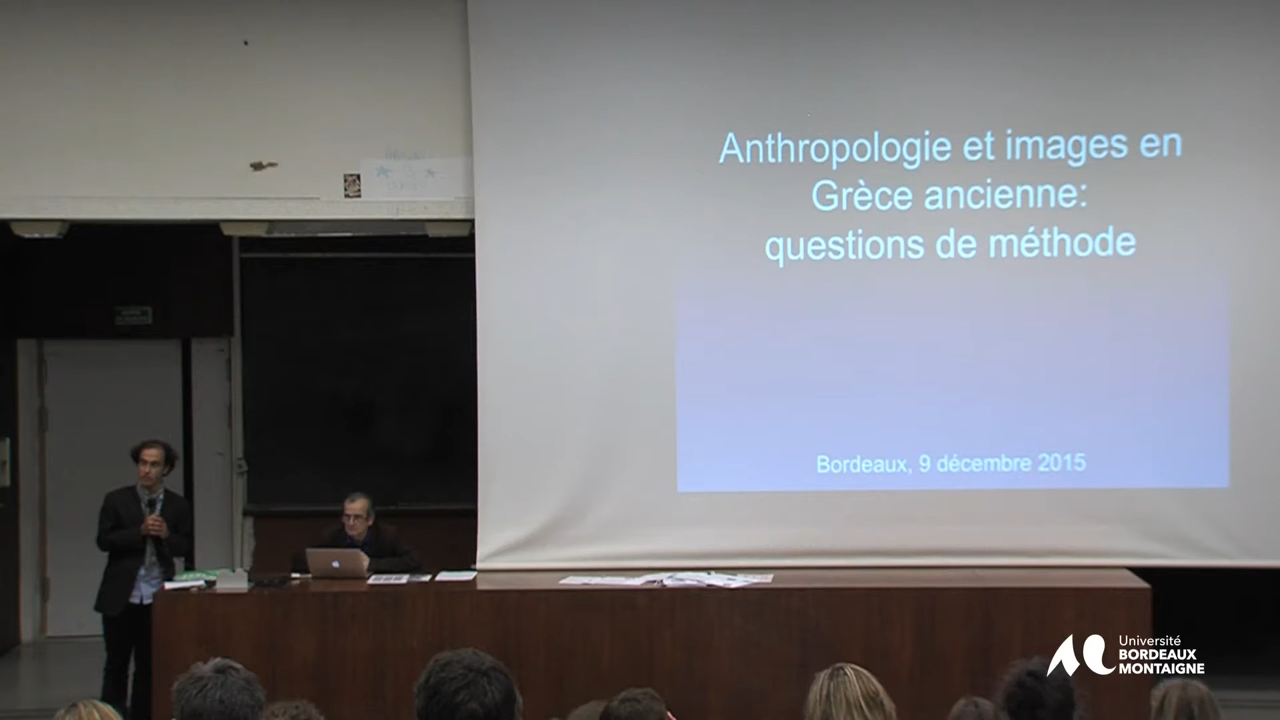 Anthropologie et images en
Grèce ancienne:
questions de méthode
Bordeaux, 9 décembre 2015
Université
BORDEAUX
MONTAIGNE